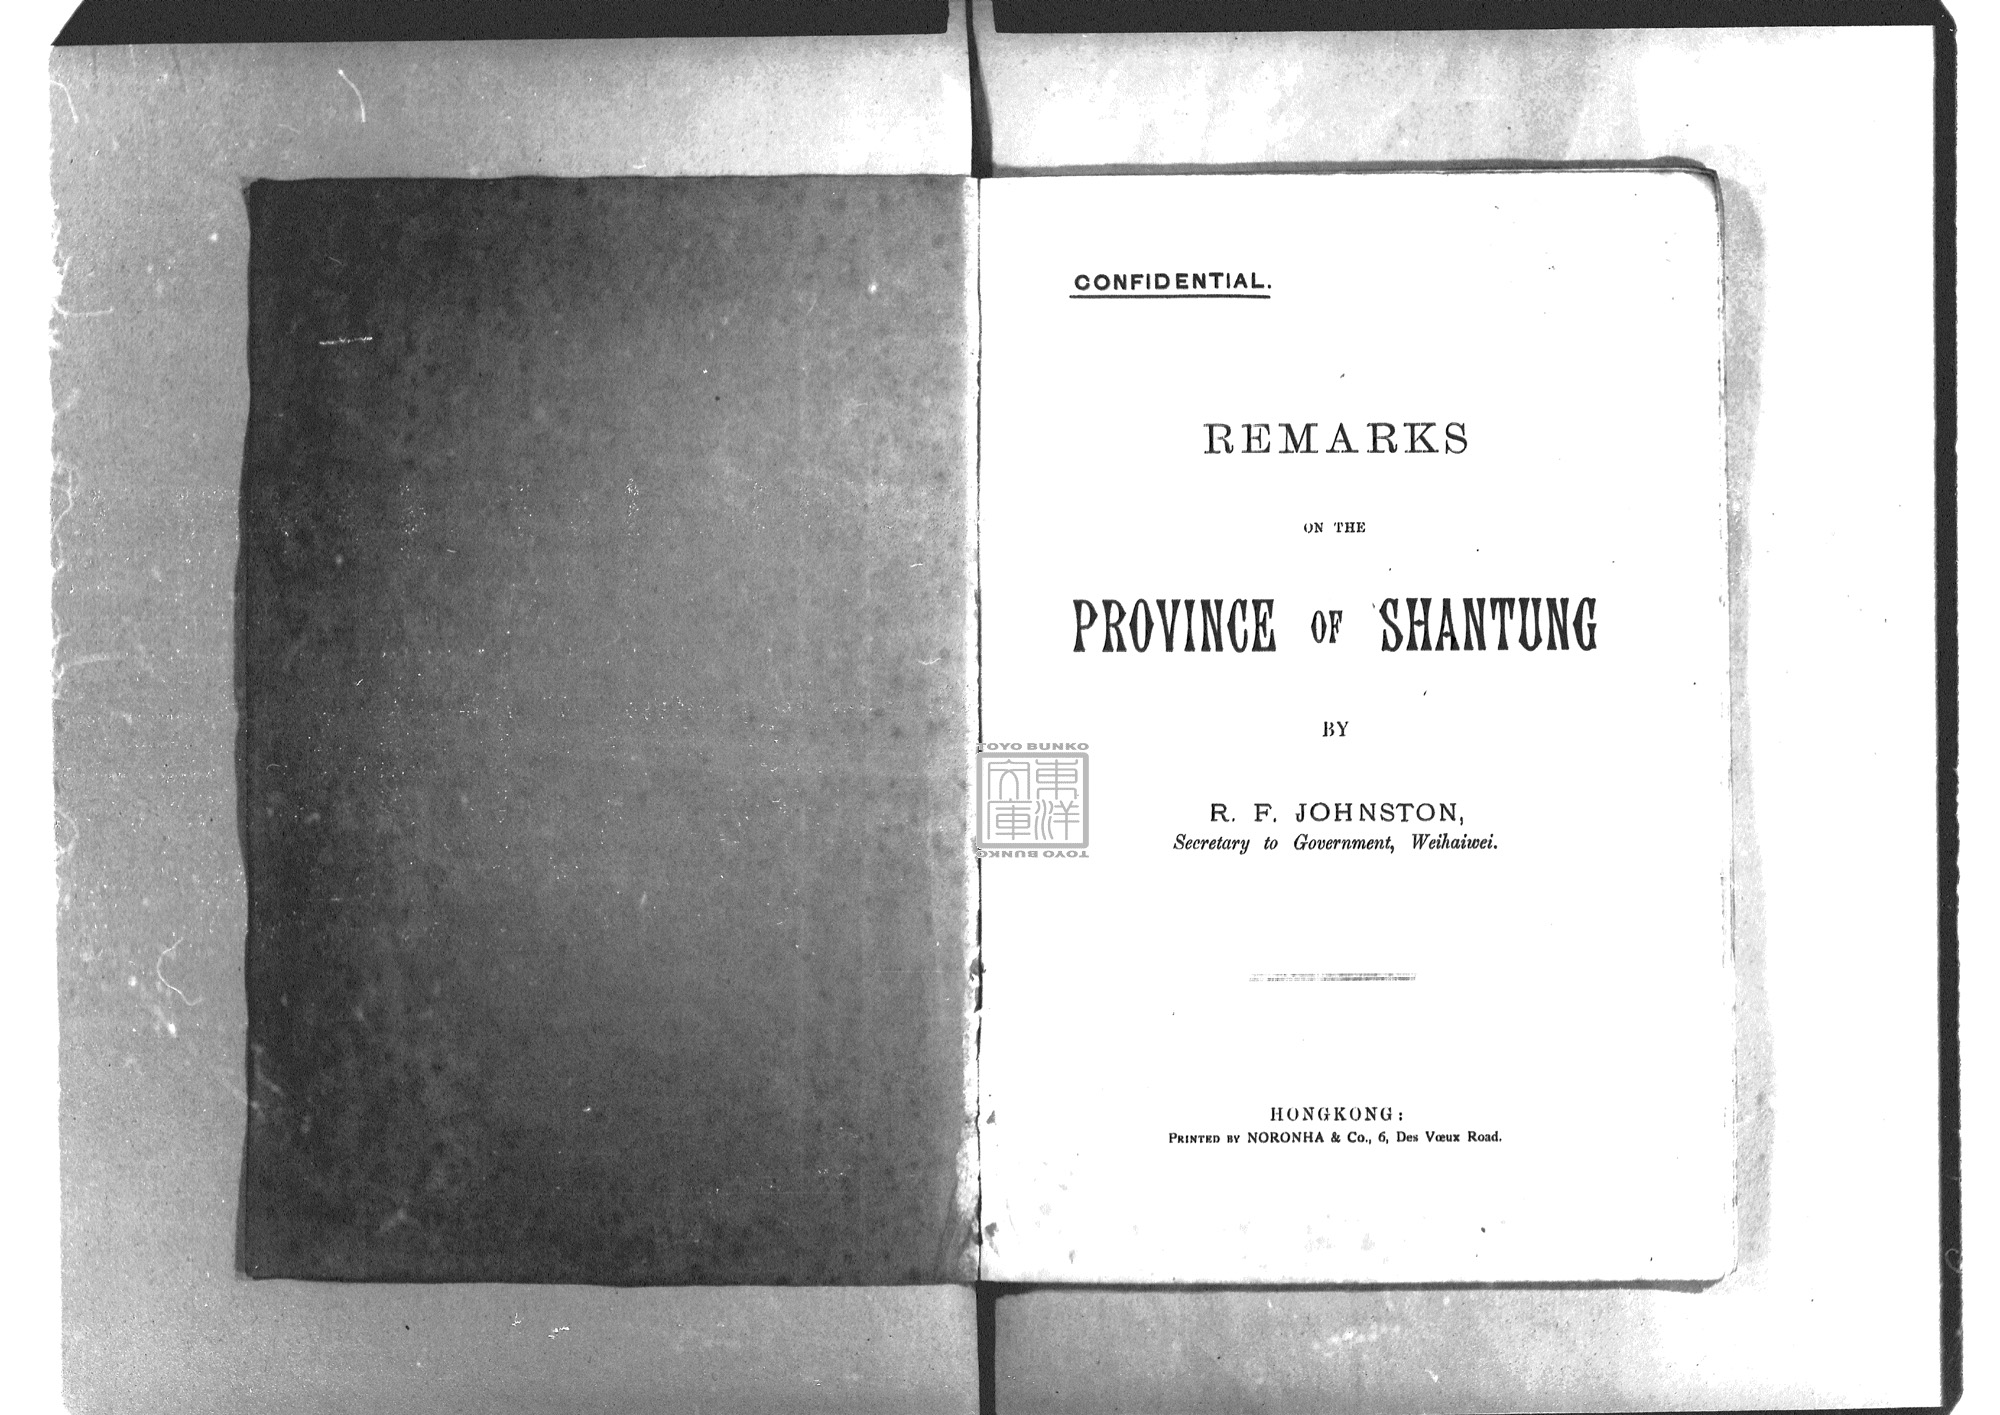 CONFIDENTIAL.
REMARKS
ON THE
PROVINCE OF SHANTUNG
BY
TOYO BUNKO
東洋
文庫
TOYO BUNKO
R. F. JOHNSTON,
Secretary to Government, Weihaiwei.
HONGKONG:
PRINTED BY NORONHA & Co., 6, Des Vœux Road.